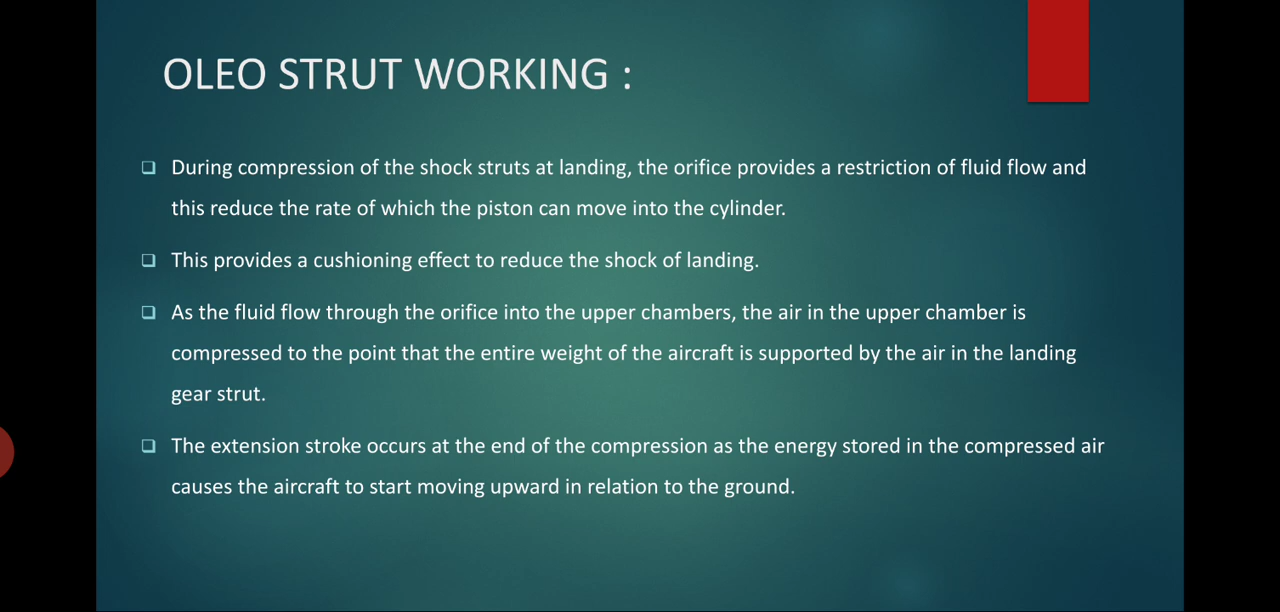 OLEO STRUT WORKING :
During compression of the shock struts at landing, the orifice provides a restriction of fluid flow and
this reduce the rate of which the piston can move into the cylinder.
This provides a cushioning effect to reduce the shock of landing.
As the fluid flow through the orifice into the upper chambers, the air in the upper chamber is
compressed to the point that the entire weight of the aircraft is supported by the air in the landing
gear strut.
The extension stroke occurs at the end of the compression as the energy stored in the compressed air
causes the aircraft to start moving upward in relation to the ground.